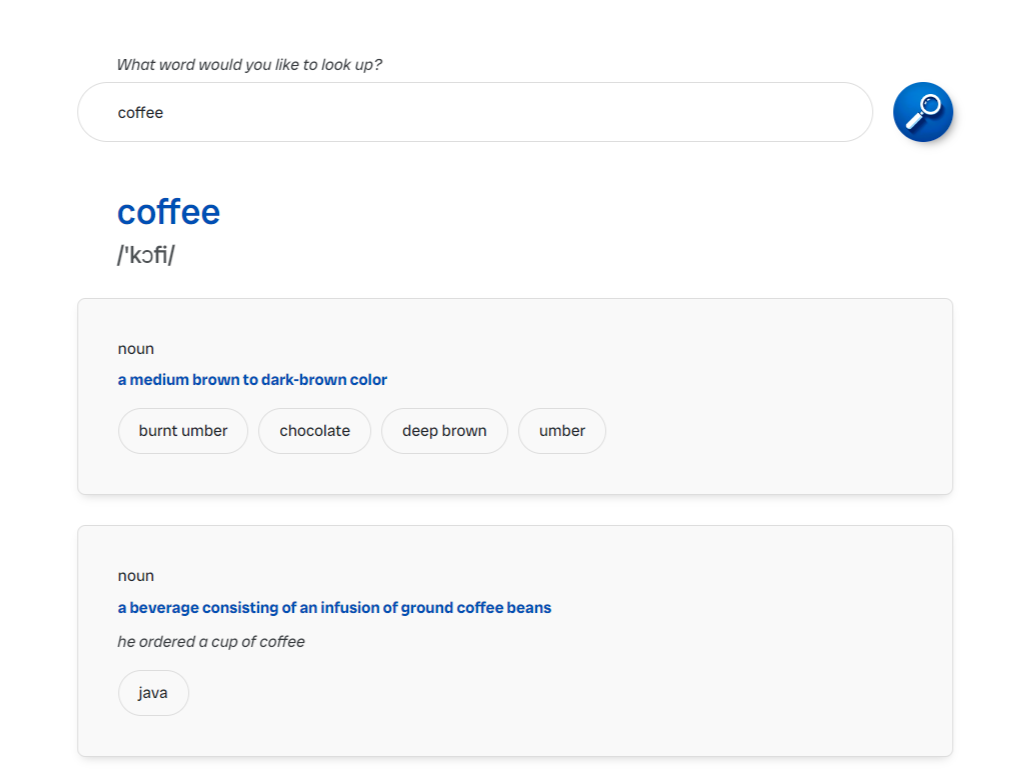 What word would you like to look up?
coffee
coffee
/'kɔfi/
noun
a medium brown to dark-brown color
burnt umber chocolate deep brown umber
noun
a beverage consisting of an infusion of ground coffee beans
he ordered a cup of coffee
java